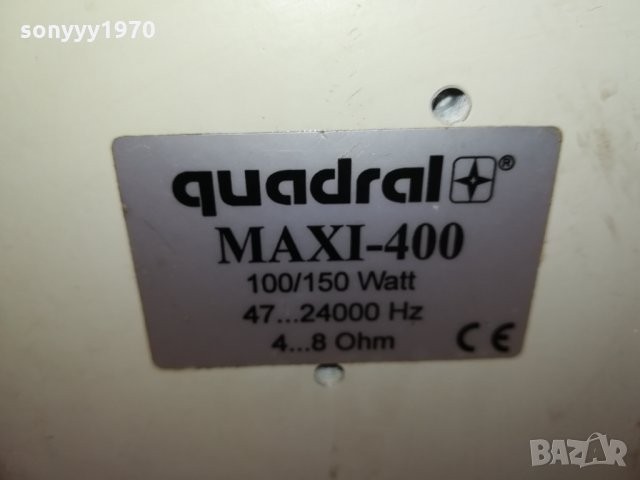 sonyyy1970
quadral ®
MAXI-400
100/150 Watt
47...24000 Hz
4...8 Ohm CE
BAZAR